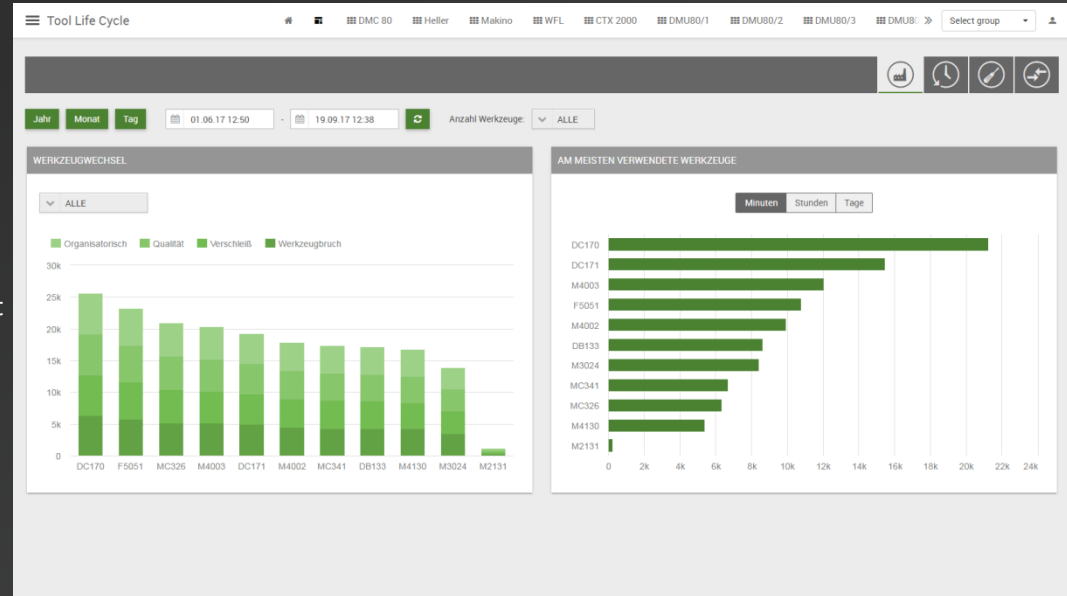 Tool Life Cycle DMC 80 Heller Makino WFL CTX 2000 DMU80/1 DMU80/2 DMU80/3 Select group
Jahr Monat Tag 01.06.17 12:50 - 19.09.17 12:38 Anzahl Werkzeuge: ALLE
WERKZEUGWECHSEL
ALLE
Organisatorisch Qualität Verschleiß Werkzeugbruch
30k
25k
20k
15k
10k
5k
0
DC170 F5051 MC326 M4003 DC171 M4002 MC341 DB133 M4130 M3024 M2131
AM MEISTEN VERWENDETE WERKZEUGE
Minuten Stunden Tage
DC170
DC171
M4003
F5051
M4002
DB133
M3024
MC341
MC326
M4130
M2131
0 2k 4k 6k 8k 10k 12k 14k 16k 18k 20k 22k 24k